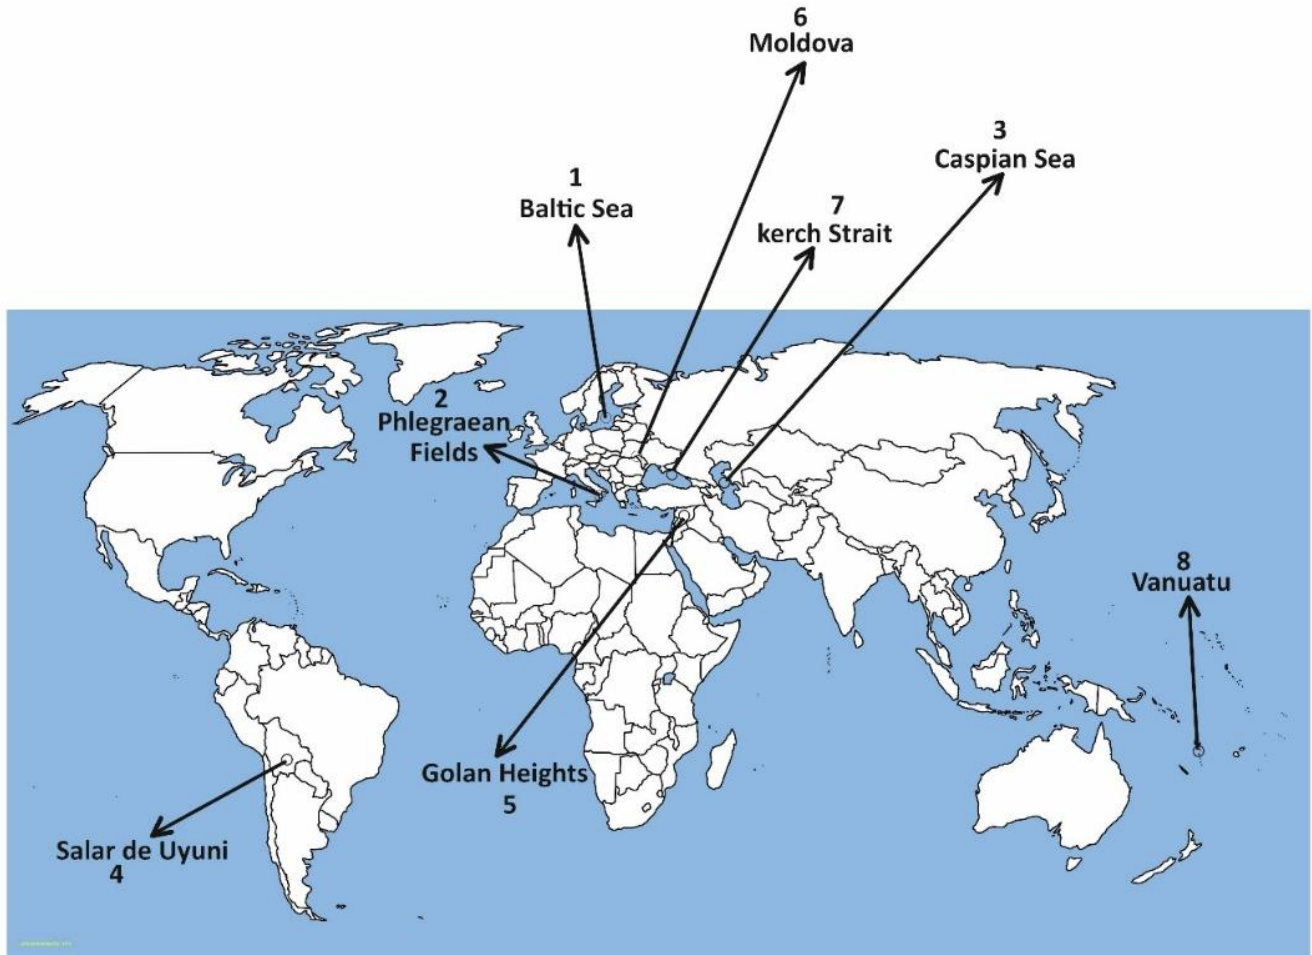 6
Moldova
3
Caspian Sea
1
Baltic Sea
7
kerch Strait
2
Phlegraean
Fields
8
Vanuatu
Golan Heights
5
Salar de Uyuni
4